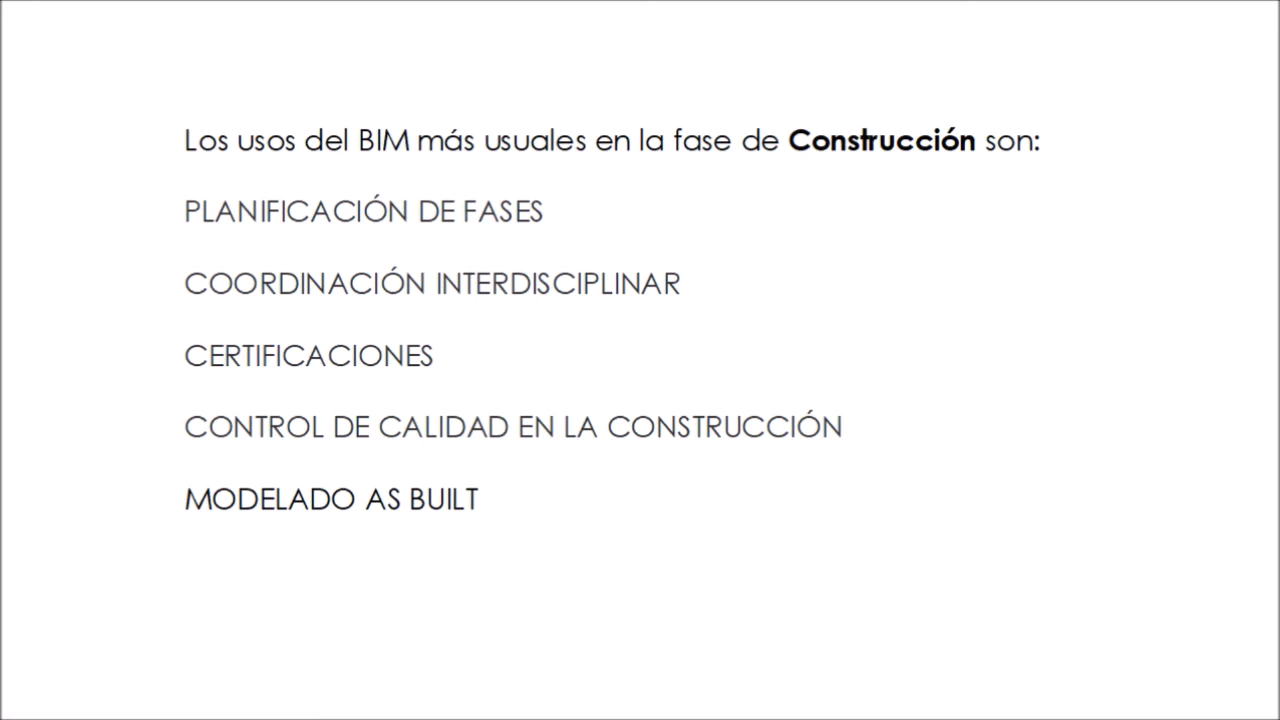 Los usos del BIM más usuales en la fase de Construcción son:
PLANIFICACIÓN DE FASES
COORDINACIÓN INTERDISCIPLINAR
CERTIFICACIONES
CONTROL DE CALIDAD EN LA CONSTRUCCIÓN
MODELADO AS BUILT